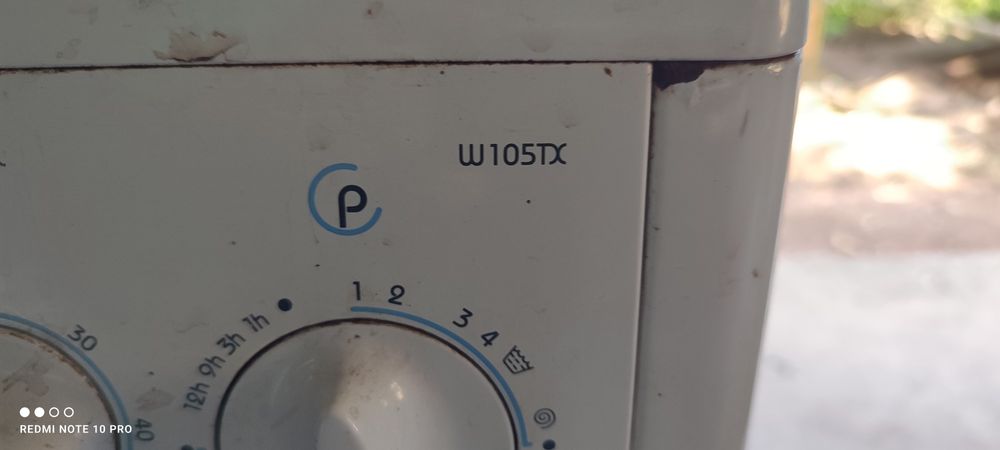 W105TX
P
1 2 3 4
12h 9h 3h 1h
30
40
REDMI NOTE 10 PRO